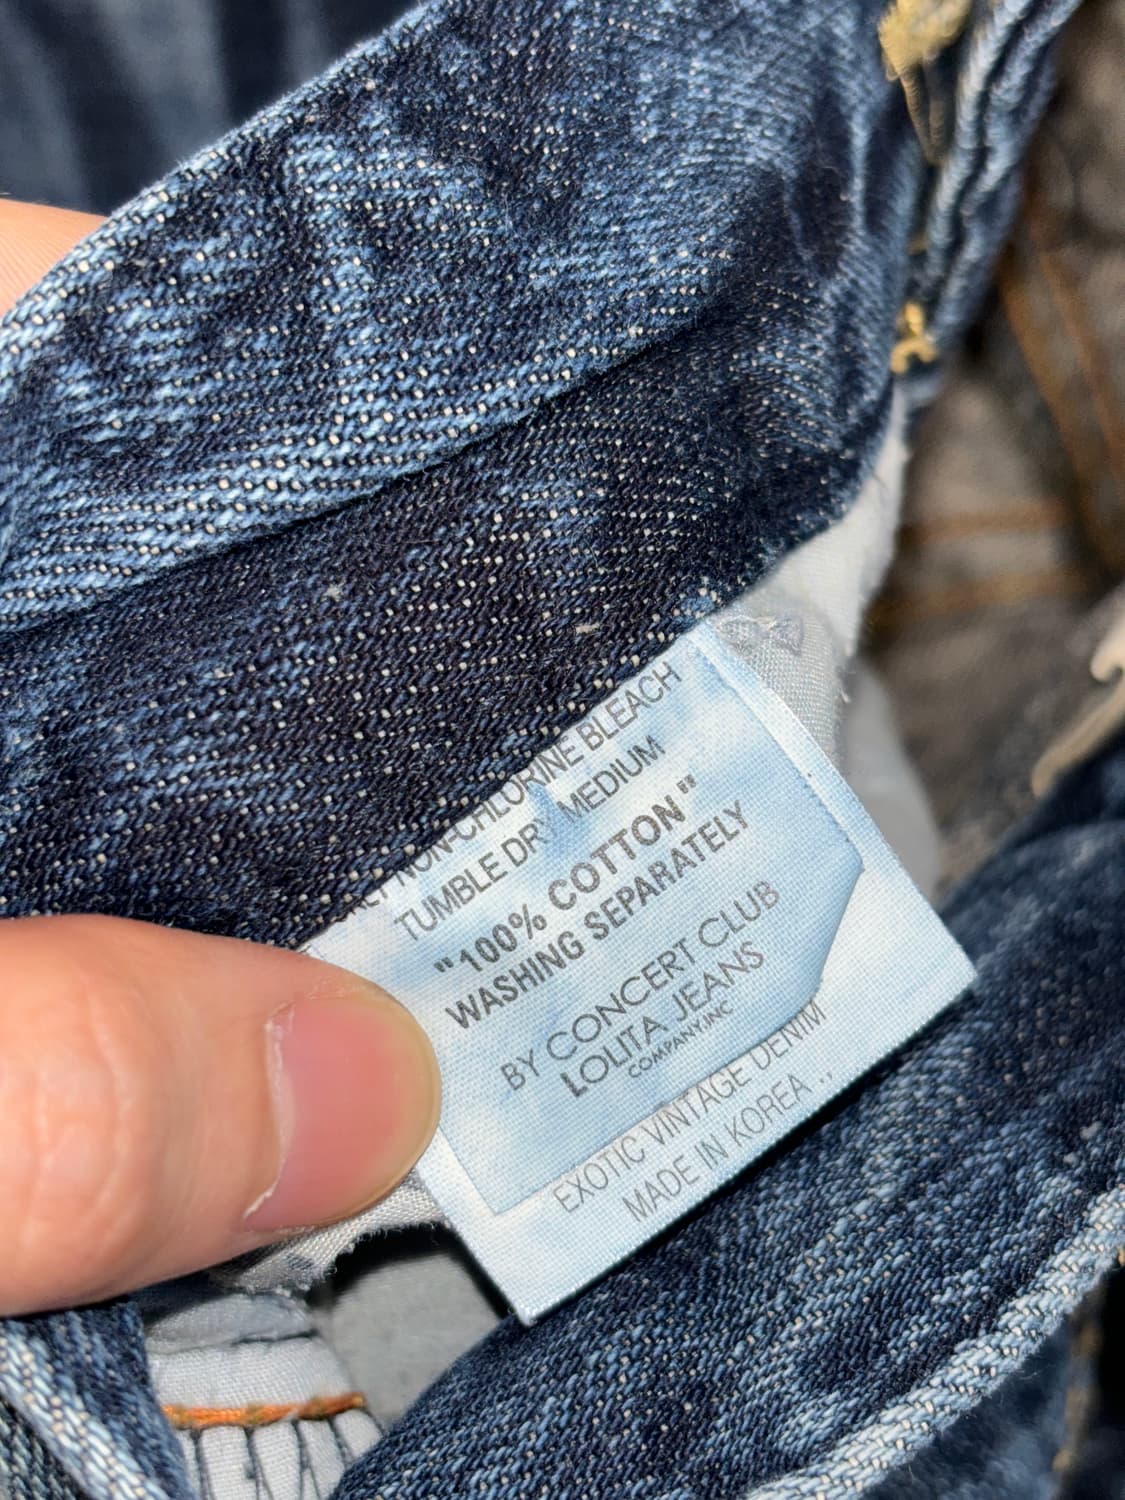 NON-CHLORINE BLEACH
TUMBLE DRY MEDIUM
"100% COTTON"
WASHING SEPARATELY
BY CONCERT CLUB
LOLITA JEANS
COMPANY.INC
EXOTIC VINTAGE DENIM
MADE IN KOREA .,